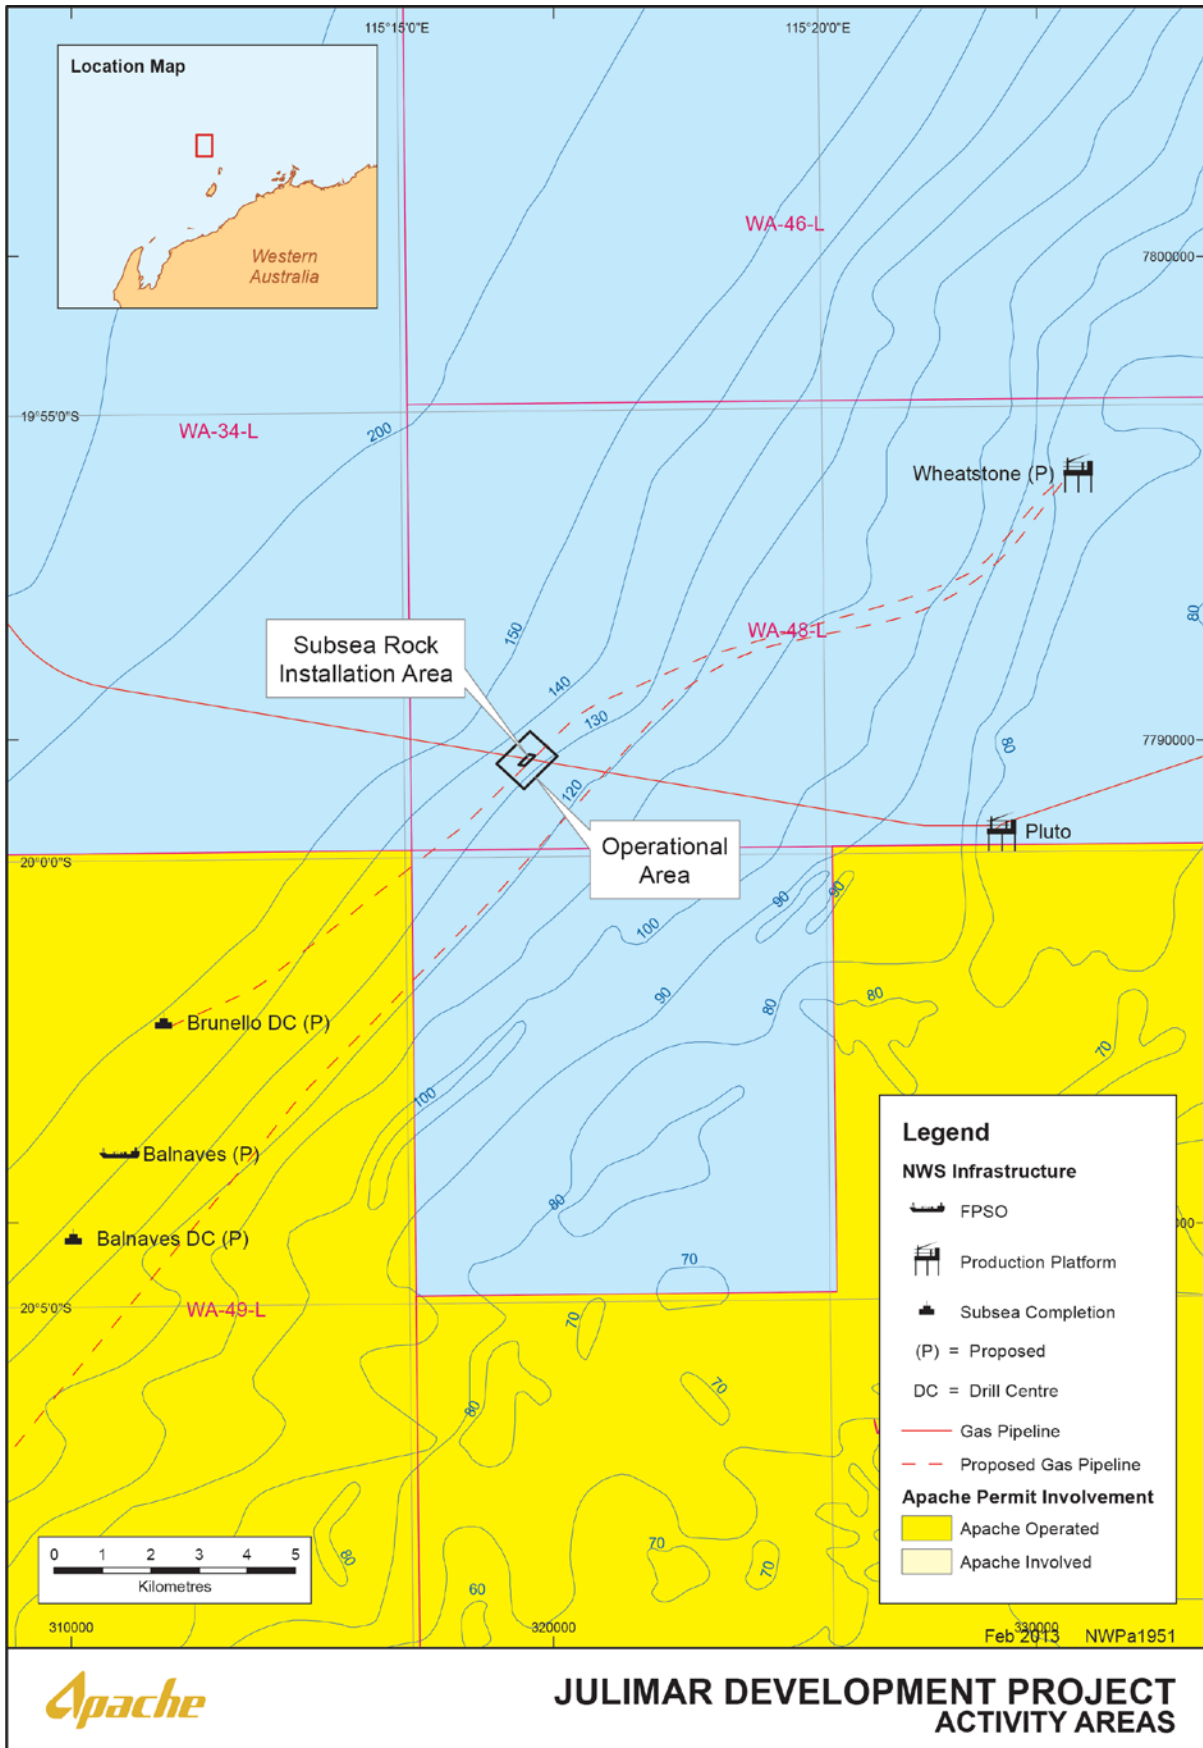 115°15'0"E
115°20'0"E
Location Map
Western
Australia
WA-46-L
7800000
19°55'0"S
WA-34-L
200
Wheatstone (P)
80
150
WA-48-L
Subsea Rock
Installation Area
140
130
80
7790000
120
Pluto
Operational
Area
20°0'0"S
90
90
100
90
80
80
Brunello DC (P)
70
100
Balnaves (P)
80
Balnaves DC (P)
70
20°5'0"S
WA-49-L
70
70
80
80
70
70
60
Legend
NWS Infrastructure
FPSO
Production Platform
Subsea Completion
(P) = Proposed
DC = Drill Centre
Gas Pipeline
Proposed Gas Pipeline
Apache Permit Involvement
Apache Operated
Apache Involved
0 1 2 3 4 5
Kilometres
310000
320000
330000
Feb 2013 NWPa1951
Apache
JULIMAR DEVELOPMENT PROJECT
ACTIVITY AREAS